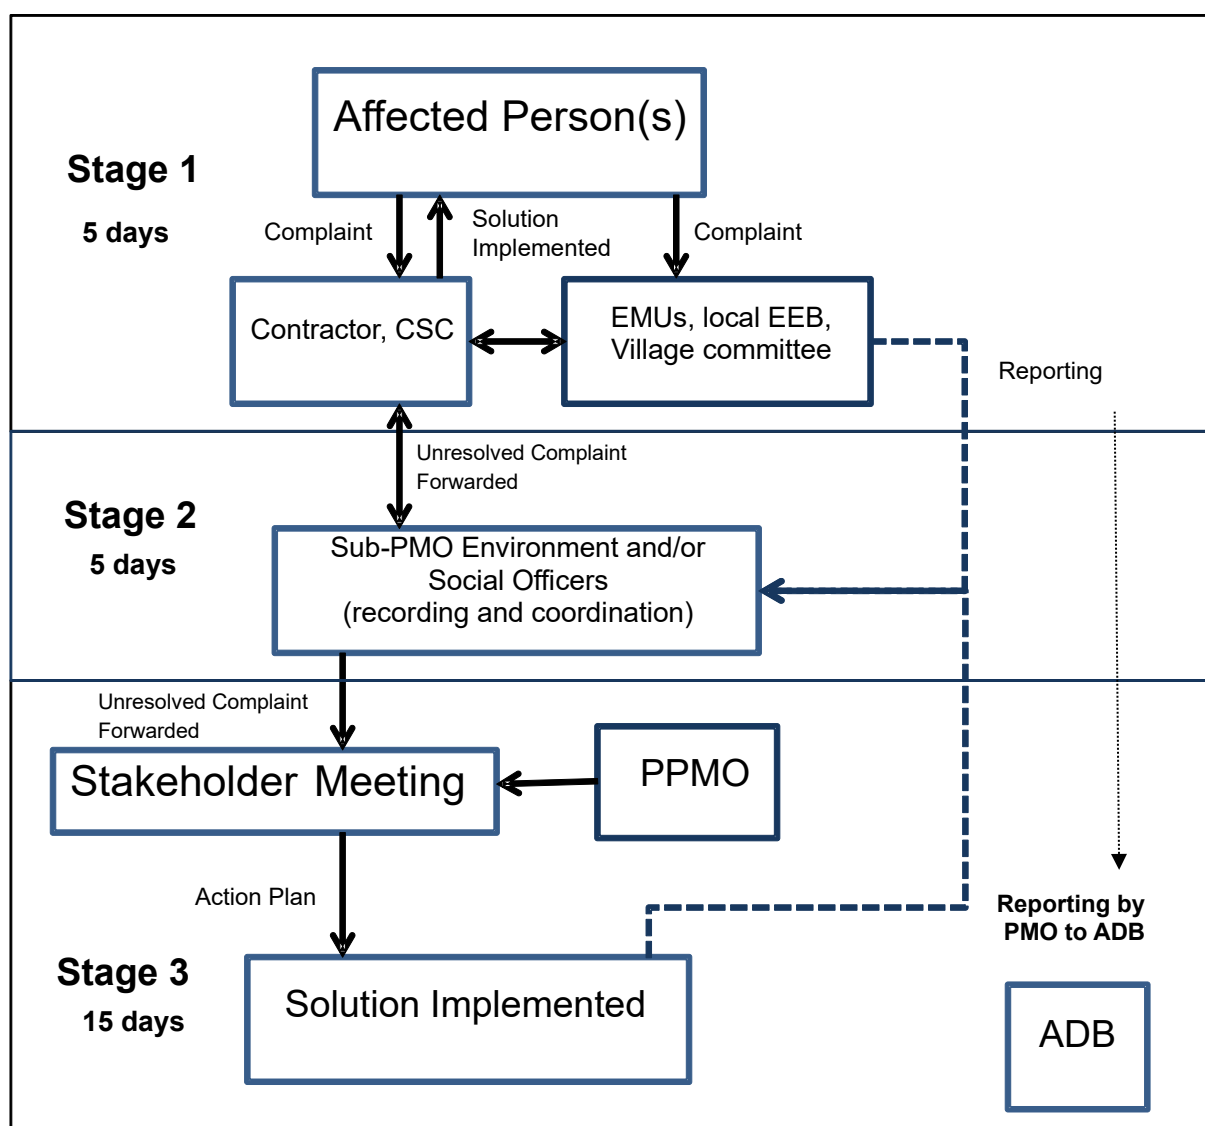 Affected Person(s)
Stage 1
5 days
Complaint
Solution
Implemented
Complaint
Contractor, CSC
EMUs, local EEB,
Village committee
Reporting
Unresolved Complaint
Forwarded
Stage 2
5 days
Sub-PMO Environment and/or
Social Officers
(recording and coordination)
Unresolved Complaint
Forwarded
Stakeholder Meeting
PPMO
Action Plan
Reporting by
PMO to ADB
Stage 3
15 days
Solution Implemented
ADB